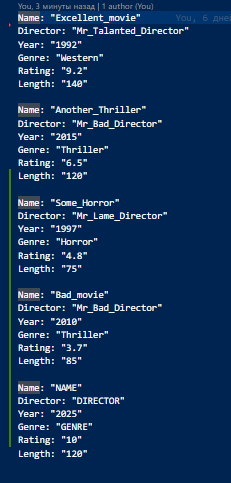 You, 3 минуты назад | 1 author (You)
Name: "Excellent_movie" You, 6 дней
Director: "Mr_Talanted_Director"
Year: "1992"
Genre: "Western"
Rating: "9.2"
Length: "140"
Name: "Another_Thriller"
Director: "Mr_Bad_Director"
Year: "2015"
Genre: "Thriller"
Rating: "6.5"
Length: "120"
Name: "Some_Horror"
Director: "Mr_Lame_Director"
Year: "1997"
Genre: "Horror"
Rating: "4.8"
Length: "75"
Name: "Bad_movie"
Director: "Mr_Bad_Director"
Year: "2010"
Genre: "Thriller"
Rating: "3.7"
Length: "85"
Name: "NAME"
Director: "DIRECTOR"
Year: "2025"
Genre: "GENRE"
Rating: "10"
Length: "120"